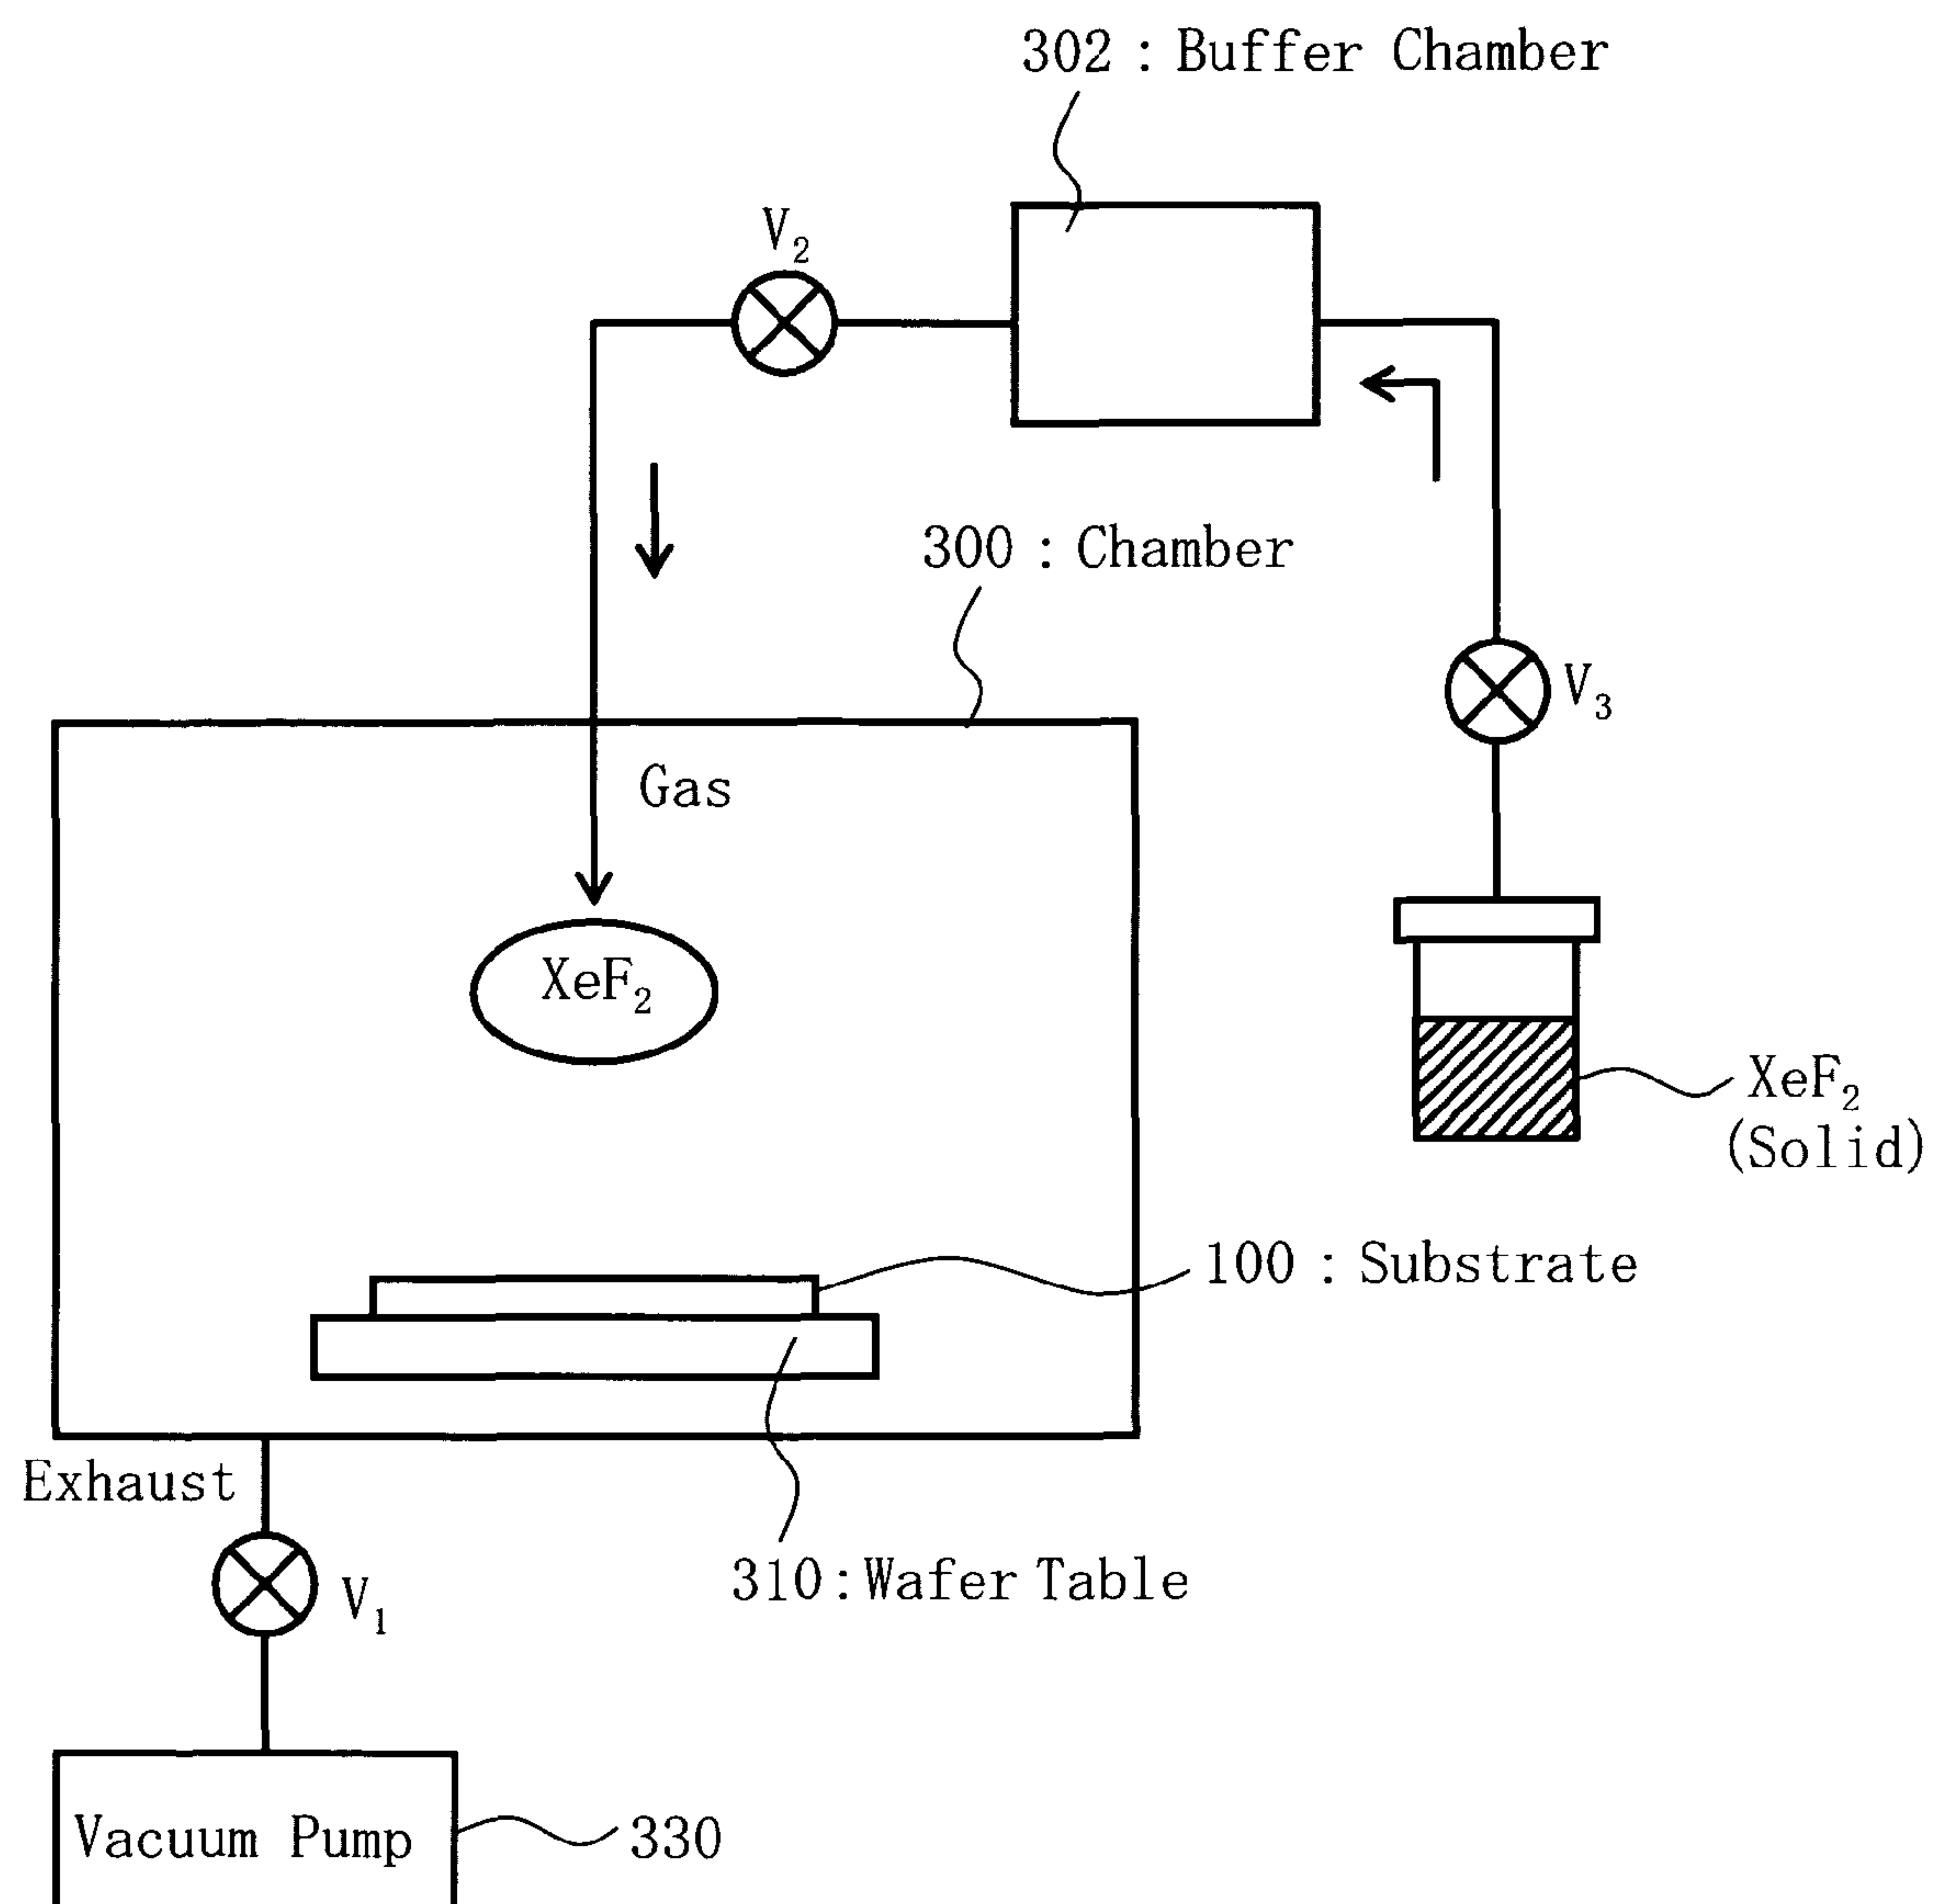 302 : Buffer Chamber
V2
300 : Chamber
V3
Gas
XeF2
XeF2
(Solid)
100 : Substrate
Exhaust
310 : Wafer Table
V1
Vacuum Pump
330